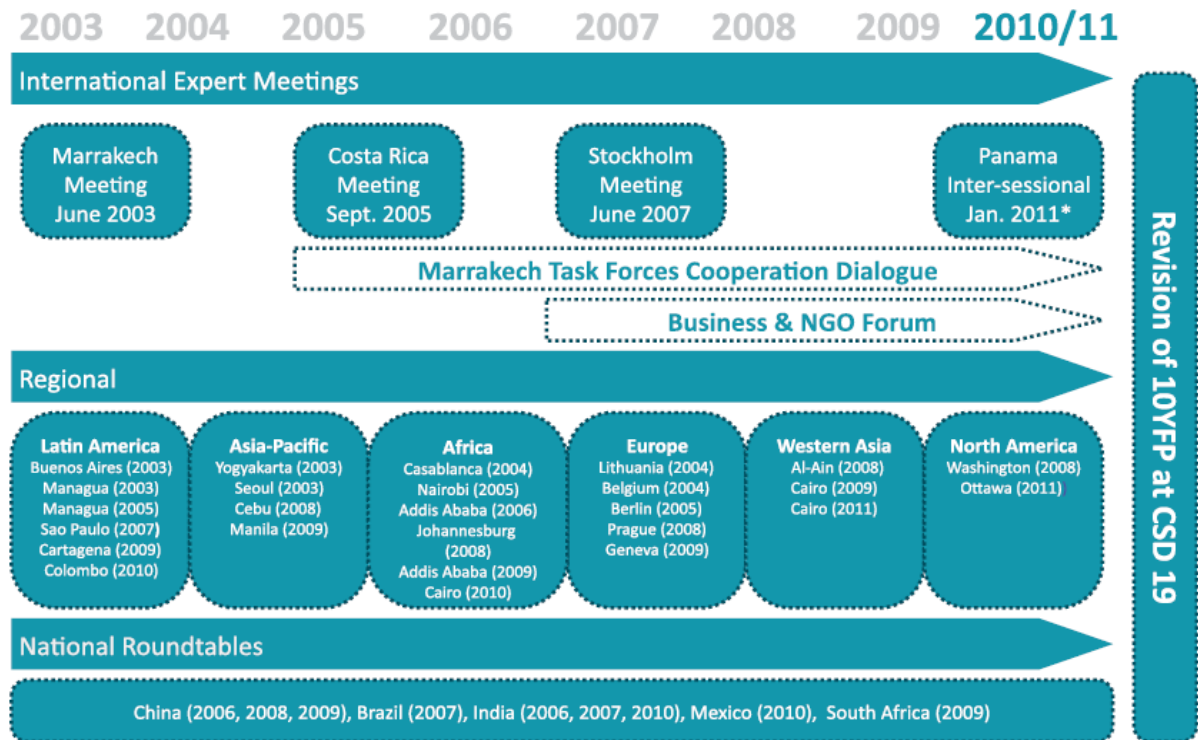 2003 2004 2005 2006 2007 2008 2009 2010/11
International Expert Meetings
Marrakech
Meeting
June 2003
Costa Rica
Meeting
Sept. 2005
Stockholm
Meeting
June 2007
Panama
Inter-sessional
Jan. 2011*
Marrakech Task Forces Cooperation Dialogue
Business & NGO Forum
Regional
Latin America
Buenos Aires (2003)
Managua (2003)
Managua (2005)
Sao Paulo (2007)
Cartagena (2009)
Colombo (2010)
Asia-Pacific
Yogyakarta (2003)
Seoul (2003)
Cebu (2008)
Manila (2009)
Africa
Casablanca (2004)
Nairobi (2005)
Addis Ababa (2006)
Johannesburg
(2008)
Addis Ababa (2009)
Cairo (2010)
Europe
Lithuania (2004)
Belgium (2004)
Berlin (2005)
Prague (2008)
Geneva (2009)
Western Asia
Al-Ain (2008)
Cairo (2009)
Cairo (2011)
North America
Washington (2008)
Ottawa (2011))
National Roundtables
China (2006, 2008, 2009), Brazil (2007), India (2006, 2007, 2010), Mexico (2010), South Africa (2009)
Revision of 10YFP at CSD 19